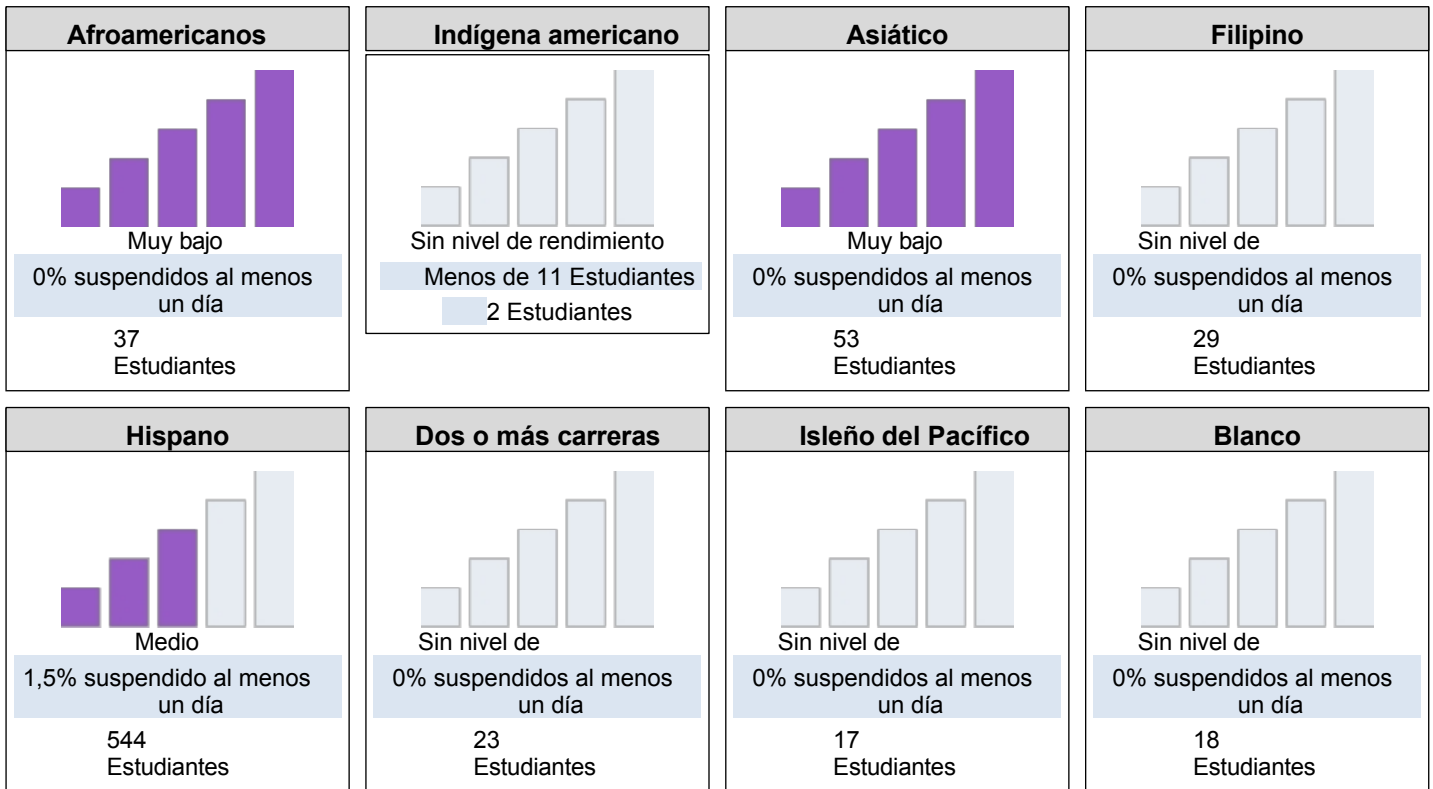 Afroamericanos
Muy bajo
0% suspendidos al menos
un día
37
Estudiantes
Indígena americano
Sin nivel de rendimiento
Menos de 11 Estudiantes
2 Estudiantes
Asiático
Muy bajo
0% suspendidos al menos
un día
53
Estudiantes
Filipino
Sin nivel de
0% suspendidos al menos
un día
29
Estudiantes
Hispano
Medio
1,5% suspendido al menos
un día
544
Estudiantes
Dos o más carreras
Sin nivel de
0% suspendidos al menos
un día
23
Estudiantes
Isleño del Pacífico
Sin nivel de
0% suspendidos al menos
un día
17
Estudiantes
Blanco
Sin nivel de
0% suspendidos al menos
un día
18
Estudiantes